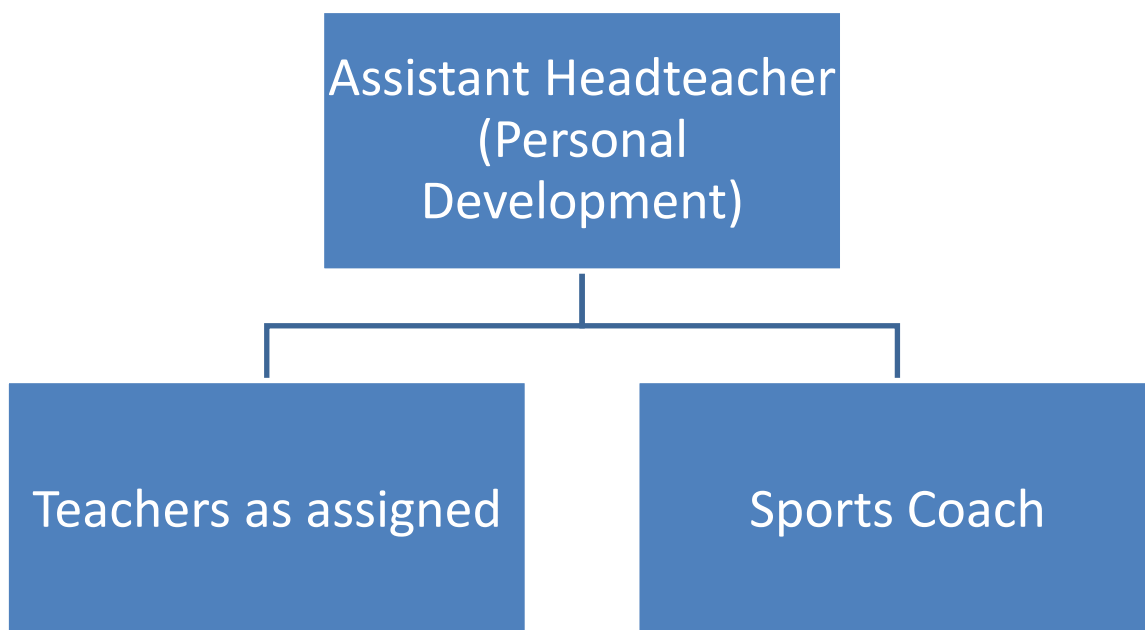 Assistant Headteacher
(Personal
Development)
Teachers as assigned
Sports Coach